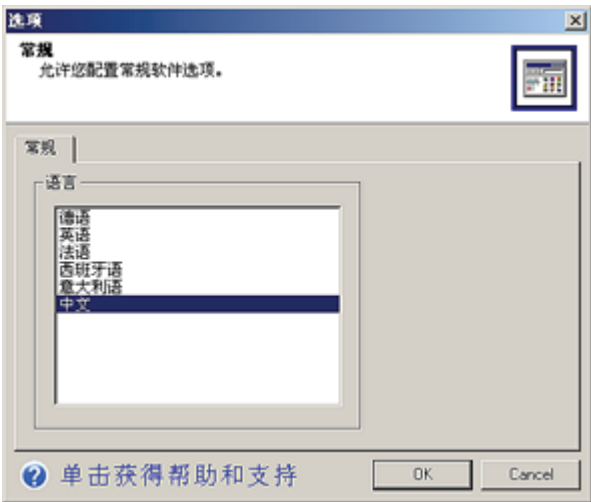 选项
常规
允许您配置常规软件选项。
常规
语言
德语
英语
法语
西班牙语
意大利语
中文
单击获得帮助和支持
OK
Cancel